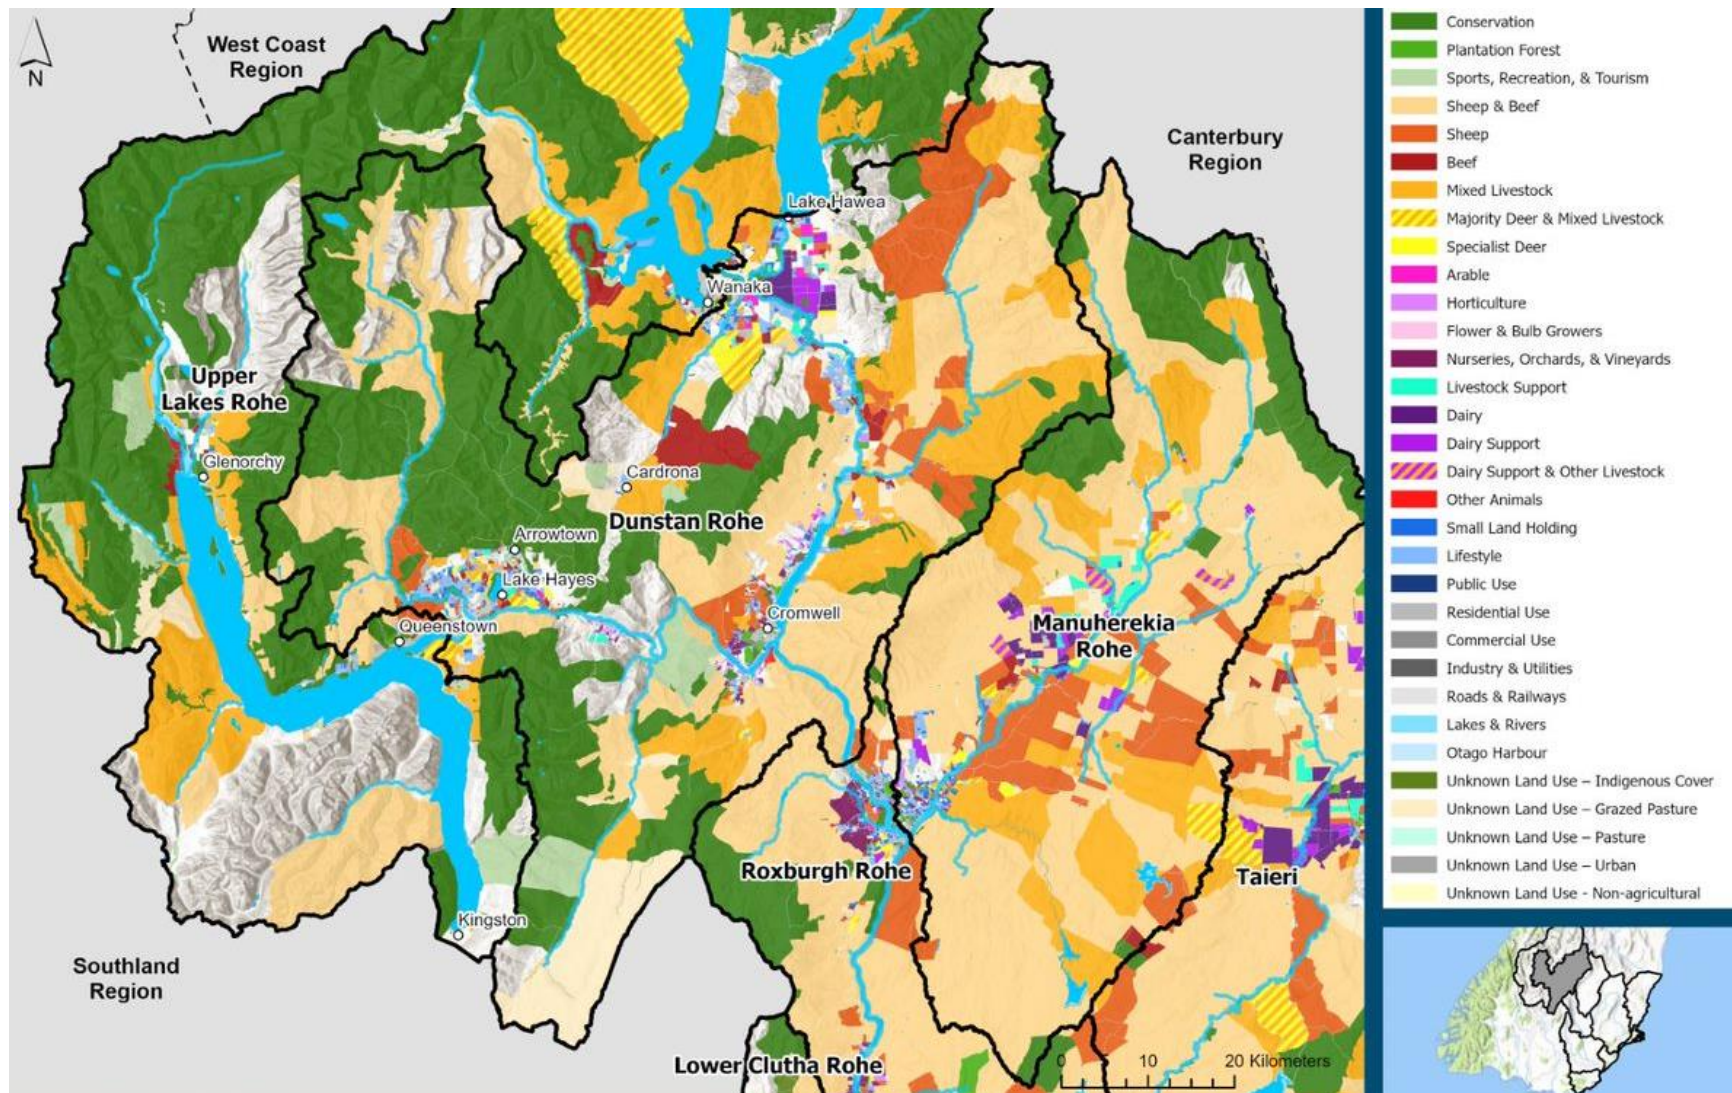 West Coast
Region
N
Canterbury
Region
Lake Hawea
Wanaka
Upper
Lakes Rohe
Glenorchy
Cardrona
Dunstan Rohe
Arrowtown
Lake Hayes
Queenstown
Cromwell
Manuherekia
Rohe
Roxburgh Rohe
Taieri
Kingston
Southland
Region
Lower Clutha Rohe
0 10 20 Kilometers
Conservation
Plantation Forest
Sports, Recreation, & Tourism
Sheep & Beef
Sheep
Beef
Mixed Livestock
Majority Deer & Mixed Livestock
Specialist Deer
Arable
Horticulture
Flower & Bulb Growers
Nurseries, Orchards, & Vineyards
Livestock Support
Dairy
Dairy Support
Dairy Support & Other Livestock
Other Animals
Small Land Holding
Lifestyle
Public Use
Residential Use
Commercial Use
Industry & Utilities
Roads & Railways
Lakes & Rivers
Otago Harbour
Unknown Land Use – Indigenous Cover
Unknown Land Use – Grazed Pasture
Unknown Land Use – Pasture
Unknown Land Use – Urban
Unknown Land Use - Non-agricultural